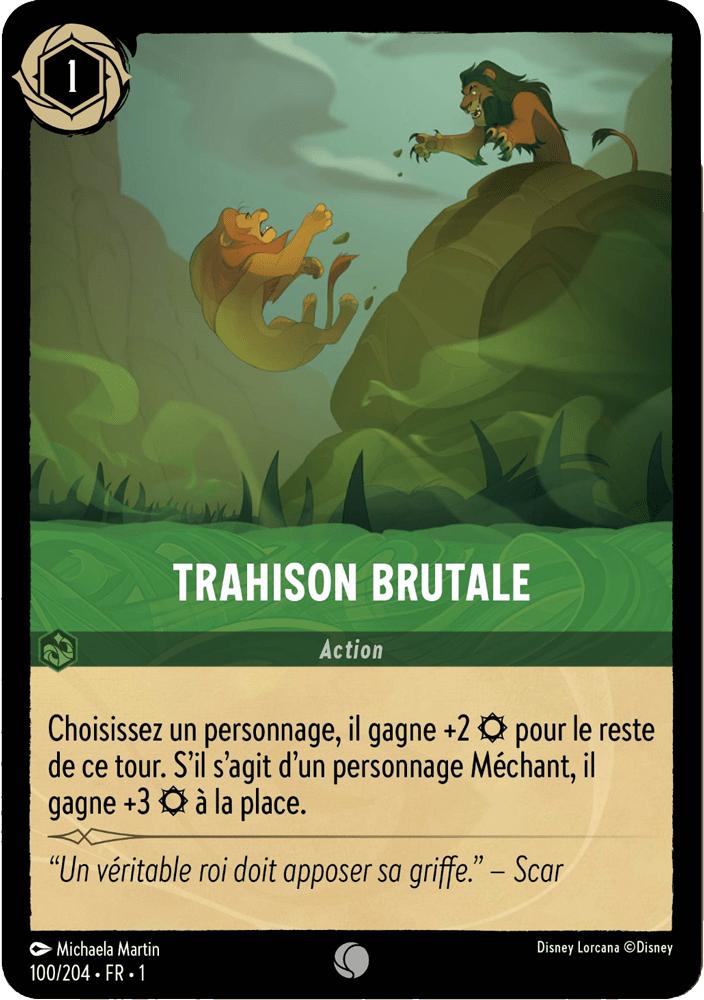 1
TRAHISON BRUTALE
Action
Choisissez un personnage, il gagne +2 pour le reste
de ce tour. S’il s’agit d’un personnage Méchant, il
gagne +3 à la place.
“Un véritable roi doit apposer sa griffe.” – Scar
Michaela Martin
Disney Lorcana ©Disney
100/204 • FR • 1